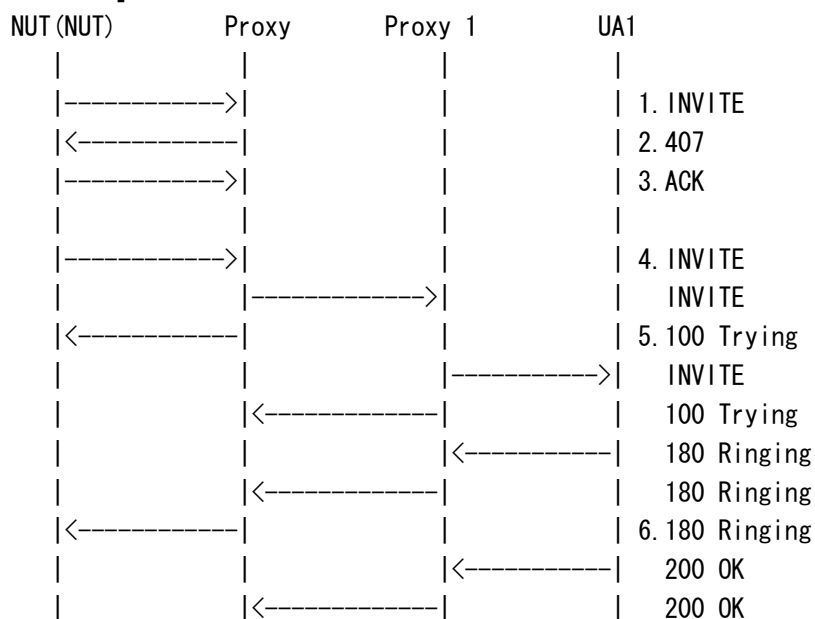 NUT(NUT) Proxy Proxy 1 UA1
| | | |
|------------>| | | 1.INVITE
|<------------| | | 2.407
|------------>| | | 3.ACK
| | | |
|------------>| | | 4.INVITE
| |------------->| | INVITE
|<------------| | | 5.100 Trying
| | |----------->| INVITE
| |<-------------| | 100 Trying
| | |<-----------| 180 Ringing
| |<-------------| | 180 Ringing
|<------------| | | 6.180 Ringing
| | |<-----------| 200 OK
| |<-------------| | 200 OK